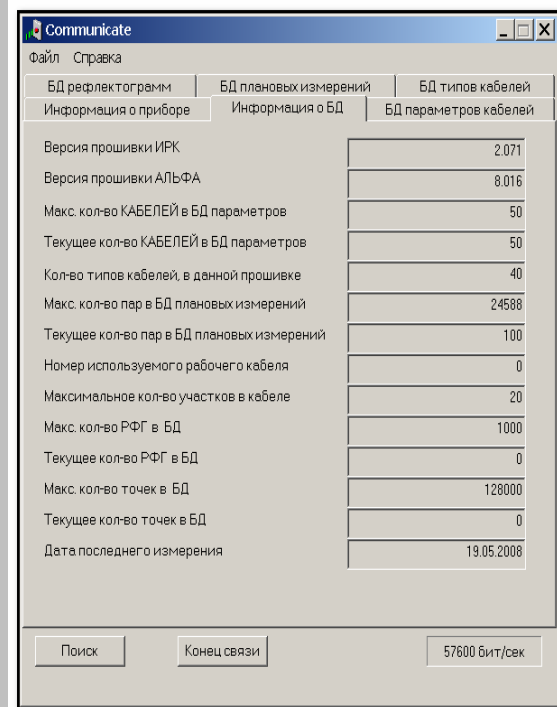 Communicate
Файл Справка
БД рефлектограмм БД плановых измерений БД типов кабелей
Информация о приборе Информация о БД БД параметров кабелей
Версия прошивки ИРК 2.071
Версия прошивки АЛЬФА 8.016
Макс. кол-во КАБЕЛЕЙ в БД параметров 50
Текущее кол-во КАБЕЛЕЙ в БД параметров 50
Кол-во типов кабелей, в данной прошивке 40
Макс. кол-во пар в БД плановых измерений 24588
Текущее кол-во пар в БД плановых измерений 100
Номер используемого рабочего кабеля 0
Максимальное кол-во участков в кабеле 20
Макс. кол-во РФГ в БД 1000
Текущее кол-во РФГ в БД 0
Макс. кол-во точек в БД 128000
Текущее кол-во точек в БД 0
Дата последнего измерения 19.05.2008
Поиск Конец связи 57600 бит/сек